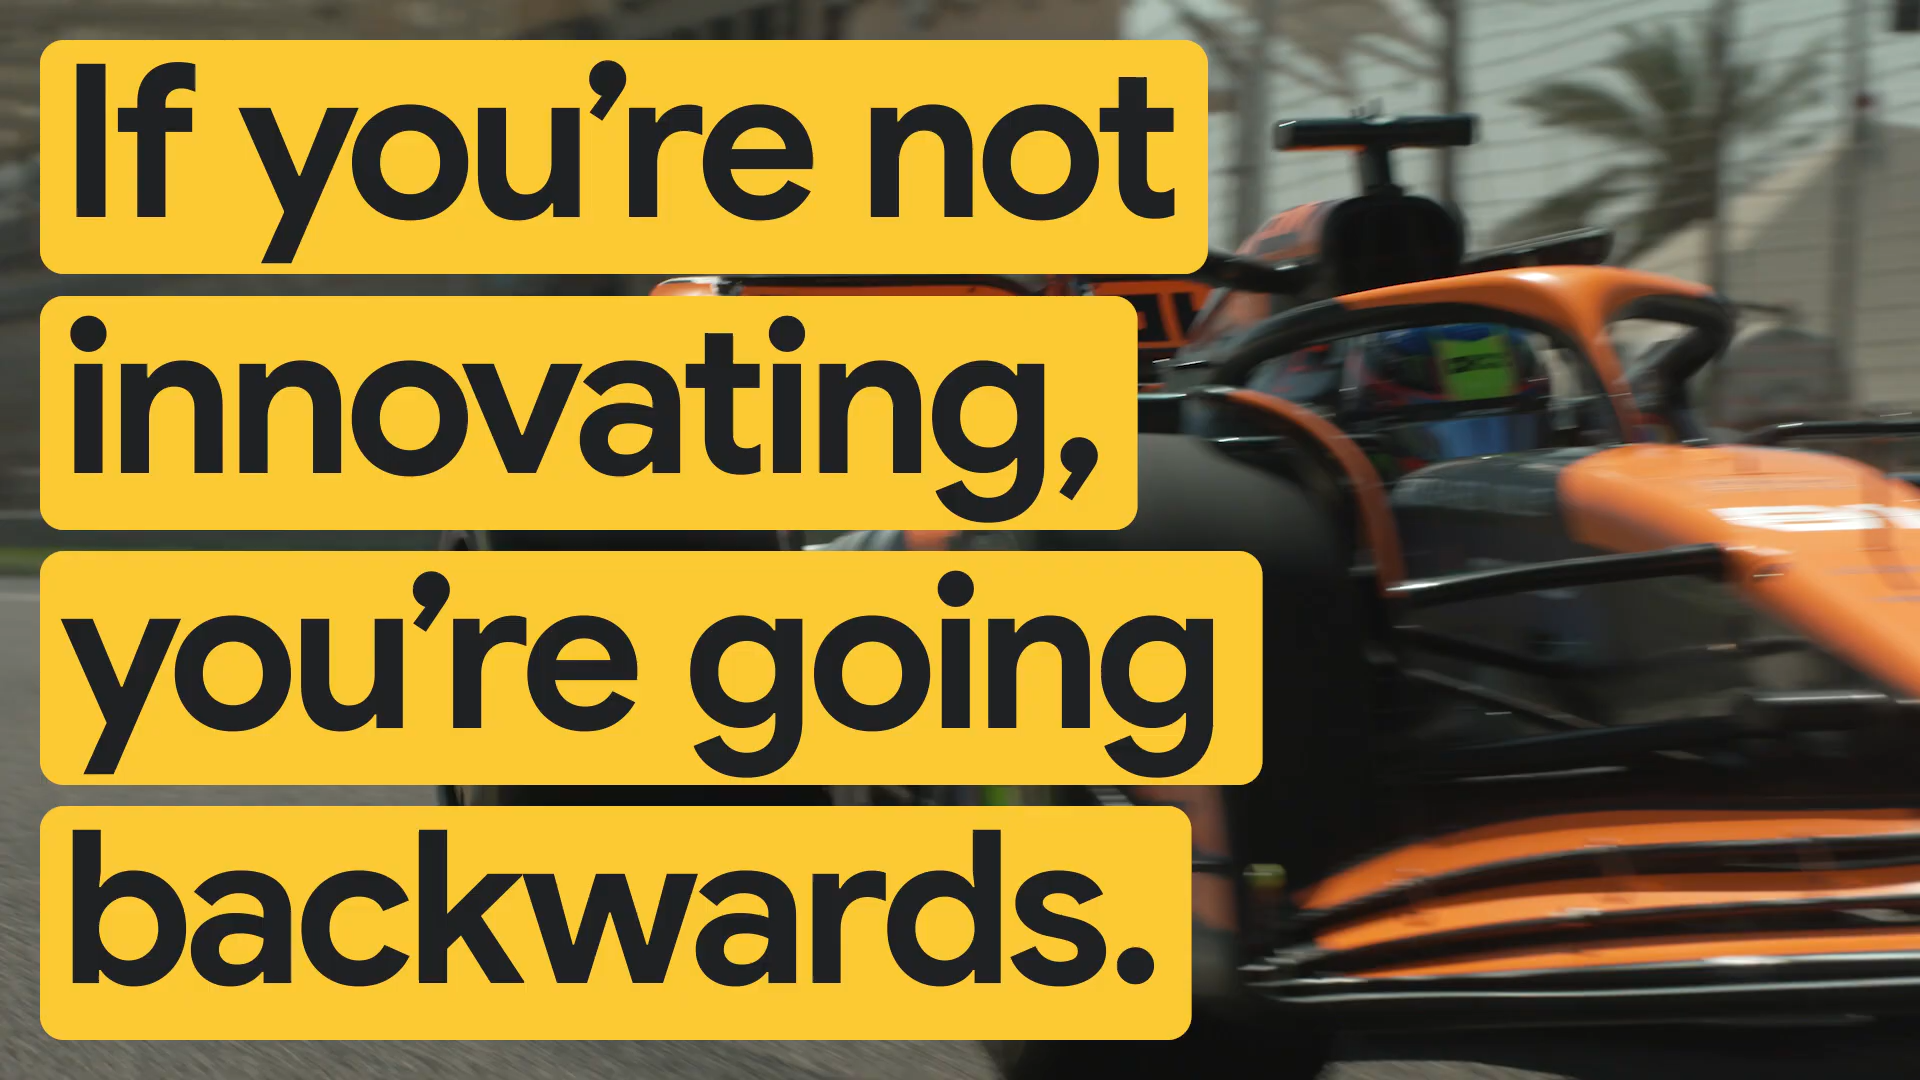 If you’re not
innovating,
you’re going
backwards.